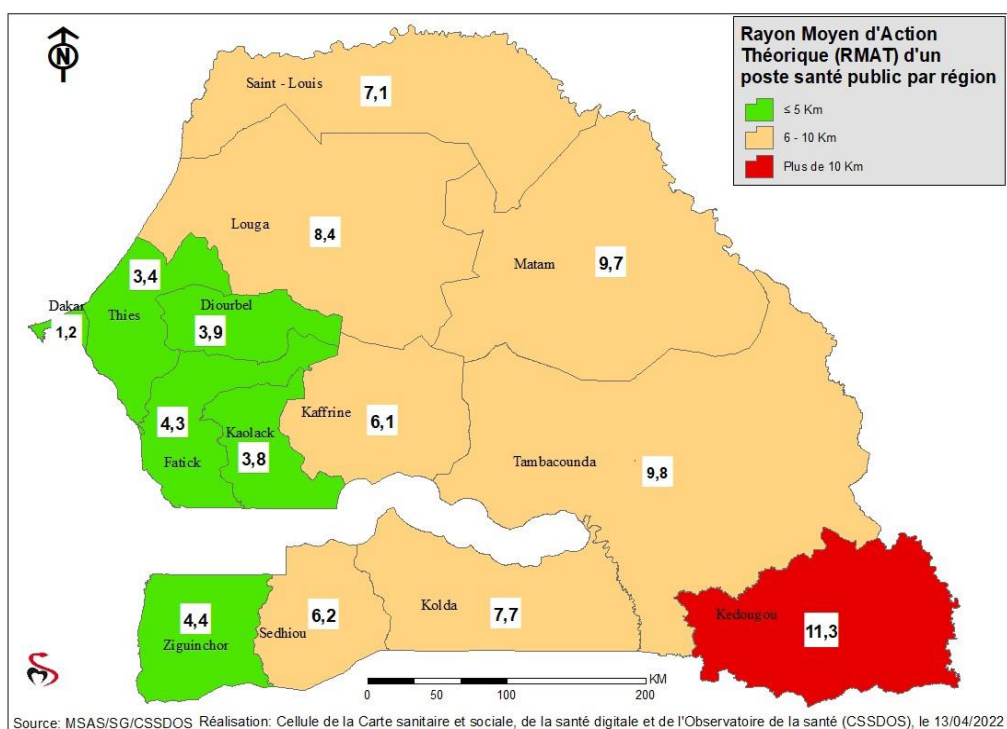 N
Rayon Moyen d'Action
Théorique (RMAT) d'un
poste santé public par région
≤ 5 Km
6 - 10 Km
Plus de 10 Km
Saint - Louis
7,1
Louga
8,4
Matam
9,7
3,4
Thies
Dakar
1,2
Diourbel
3,9
4,3
Fatick
Kaolack
3,8
Kaffrine
6,1
Tambacounda
9,8
4,4
Ziguinchor
6,2
Sedhiou
Kolda
7,7
Kedougou
11,3
KM
0 50 100 200
Source: MSAS/SG/CSSDOS Réalisation: Cellule de la Carte sanitaire et sociale, de la santé digitale et de l'Observatoire de la santé (CSSDOS), le 13/04/2022